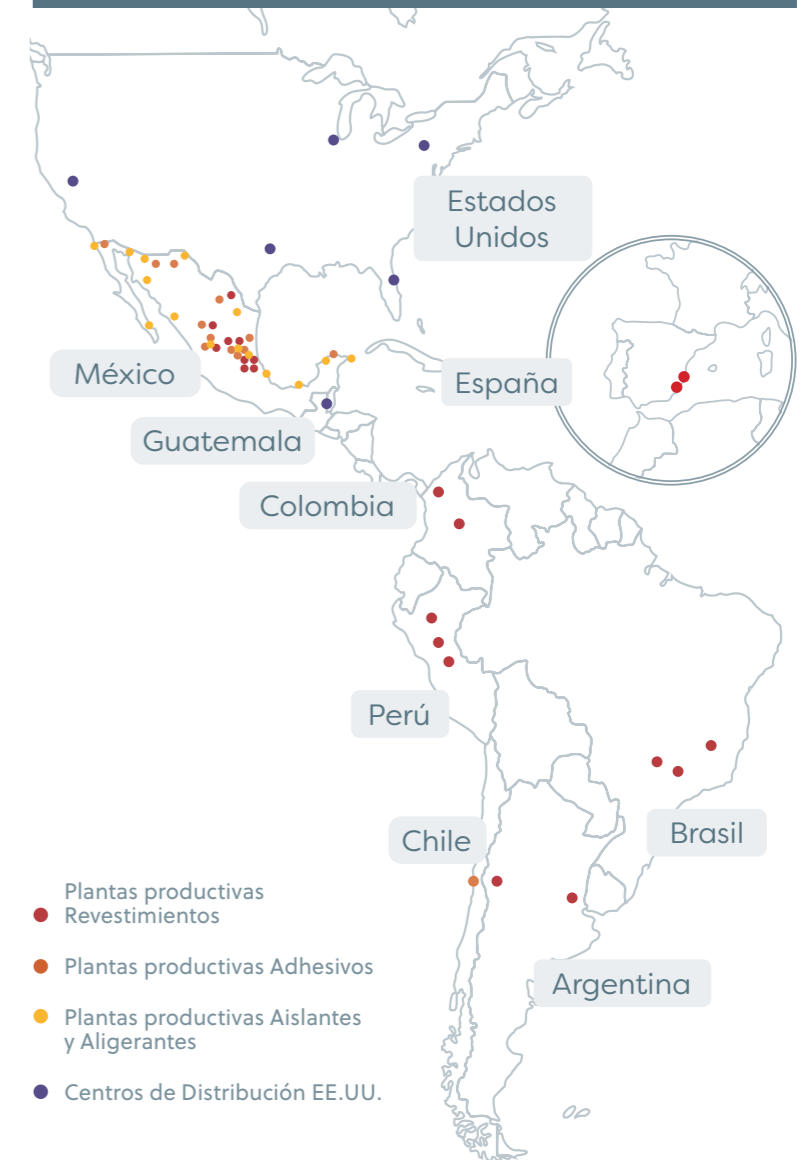 Estados
Unidos
México
España
Guatemala
Colombia
Perú
Chile
Brasil
Argentina
Plantas productivas
Revestimientos
Plantas productivas Adhesivos
Plantas productivas Aislantes
y Aligerantes
Centros de Distribución EE.UU.